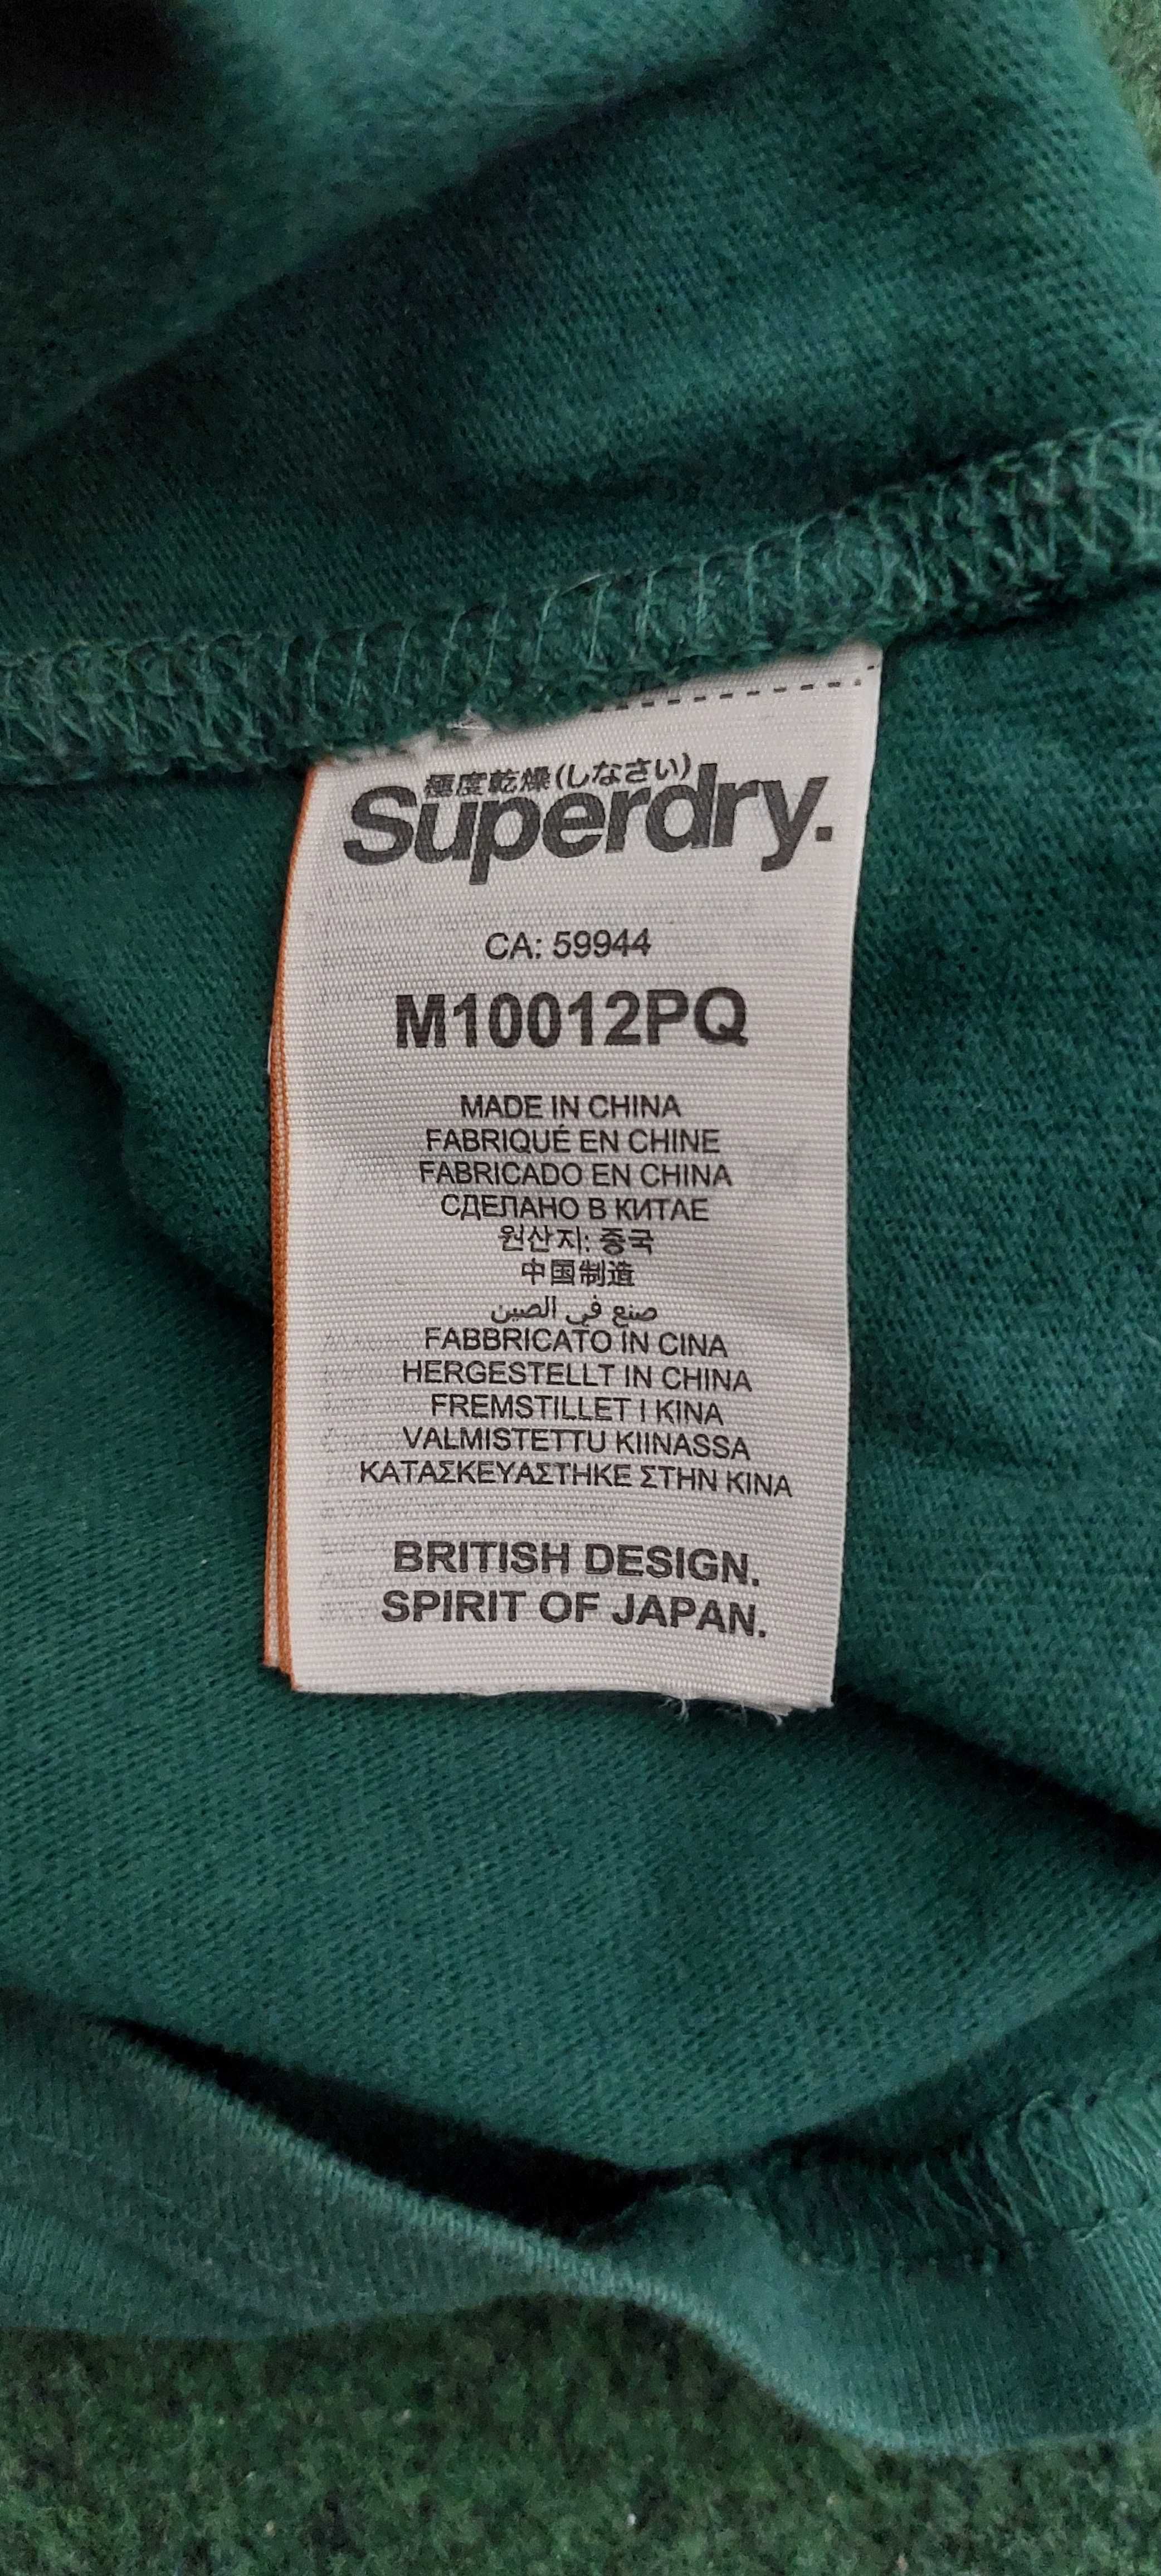 極度乾燥(しなさい)
Superdry.
CA: 59944
M10012PQ
MADE IN CHINA
FABRIQUÉ EN CHINE
FABRICADO EN CHINA
СДЕЛАНО В КИТАЕ
원산지: 중국
中国制造
صنع في الصين
FABBRICATO IN CINA
HERGESTELLT IN CHINA
FREMSTILLET I KINA
VALMISTETTU KIINASSA
ΚΑΤΑΣΚΕΥΑΣΤΗΚΕ ΣΤΗΝ ΚΙΝΑ
BRITISH DESIGN.
SPIRIT OF JAPAN.